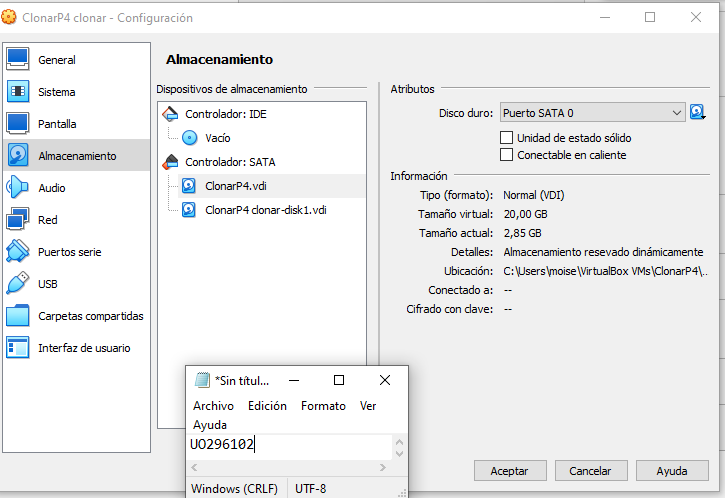 ClonarP4 clonar - Configuración
General
Sistema
Pantalla
Almacenamiento
Audio
Red
Puertos serie
USB
Carpetas compartidas
Interfaz de usuario
Almacenamiento
Dispositivos de almacenamiento
Controlador: IDE
Vacío
Controlador: SATA
ClonarP4.vdi
ClonarP4 clonar-disk1.vdi
Atributos
Disco duro: Puerto SATA 0
Unidad de estado sólido
Conectable en caliente
Información
Tipo (formato): Normal (VDI)
Tamaño virtual: 20,00 GB
Tamaño actual: 2,85 GB
Detalles: Almacenamiento resevado dinámicamente
Ubicación: C:\Users\moise\VirtualBox VMs\ClonarP4\...
Conectado a: --
Cifrado con clave: --
*Sin títul...
Archivo Edición Formato Ver
Ayuda
UO296102
Windows (CRLF) UTF-8
Aceptar Cancelar Ayuda